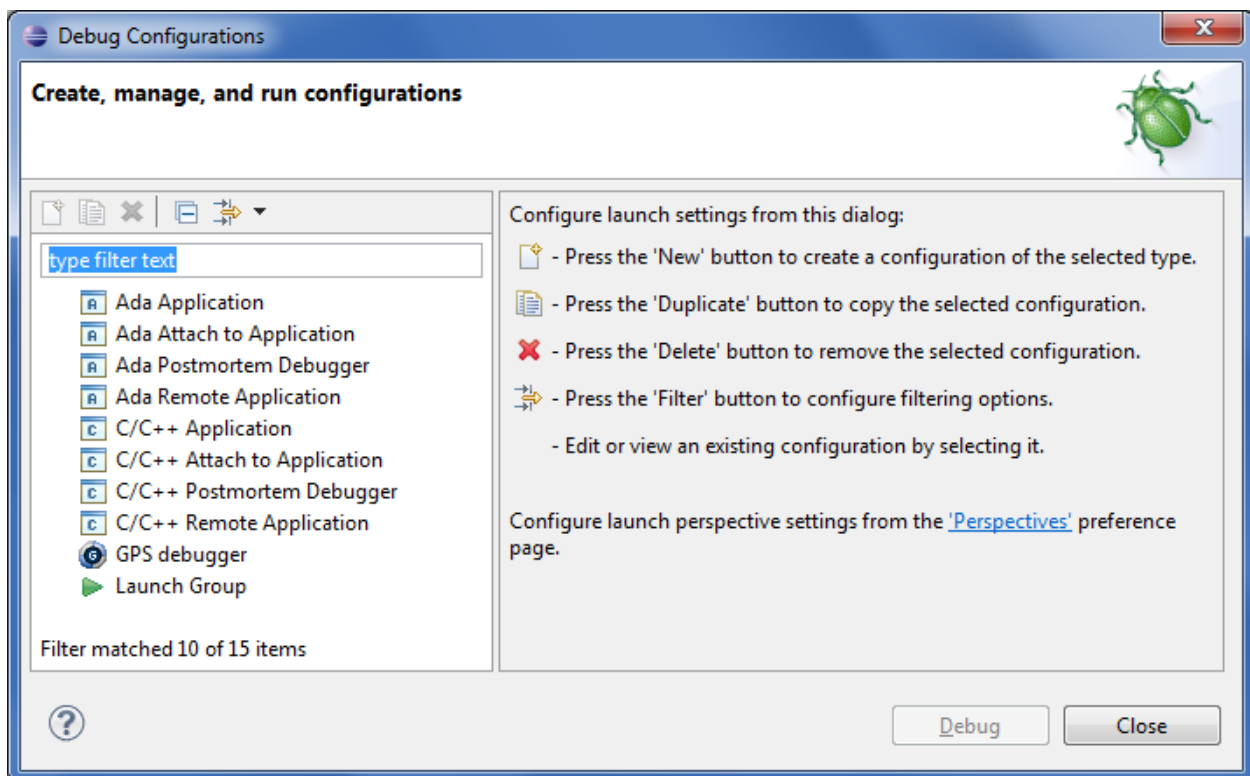 Debug Configurations
Create, manage, and run configurations
type filter text
Ada Application
Ada Attach to Application
Ada Postmortem Debugger
Ada Remote Application
C/C++ Application
C/C++ Attach to Application
C/C++ Postmortem Debugger
C/C++ Remote Application
GPS debugger
Launch Group
Filter matched 10 of 15 items
Configure launch settings from this dialog:
- Press the 'New' button to create a configuration of the selected type.
- Press the 'Duplicate' button to copy the selected configuration.
- Press the 'Delete' button to remove the selected configuration.
- Press the 'Filter' button to configure filtering options.
- Edit or view an existing configuration by selecting it.
Configure launch perspective settings from the 'Perspectives' preference
page.
Debug
Close